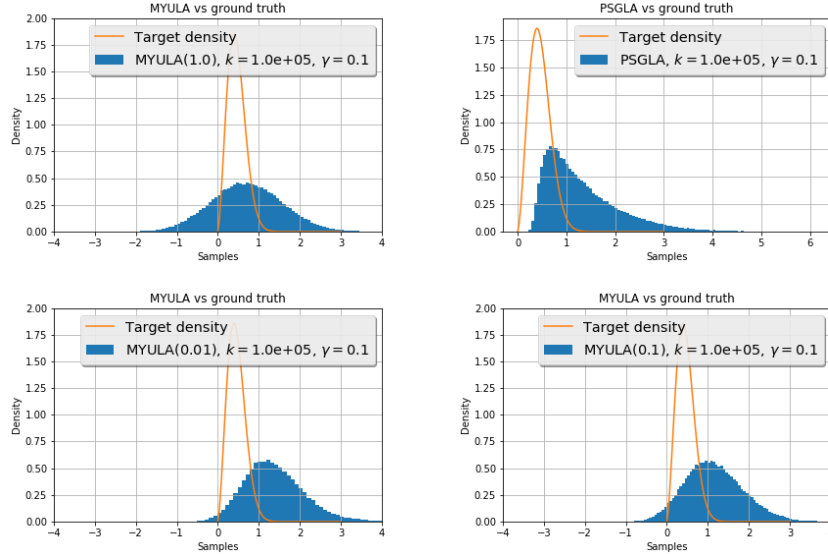 MYULA vs ground truth
2.00
1.75
1.50
1.25
1.00
0.75
0.50
0.25
0.00
Density
Target density
MYULA(1.0), k = 1.0e+05, γ = 0.1
−4 −3 −2 −1 0 1 2 3 4
Samples
PSGLA vs ground truth
1.75
1.50
1.25
1.00
0.75
0.50
0.25
0.00
Density
Target density
PSGLA, k = 1.0e+05, γ = 0.1
0 1 2 3 4 5 6
Samples
MYULA vs ground truth
2.00
1.75
1.50
1.25
1.00
0.75
0.50
0.25
0.00
Density
Target density
MYULA(0.01), k = 1.0e+05, γ = 0.1
−4 −3 −2 −1 0 1 2 3 4
Samples
MYULA vs ground truth
2.00
1.75
1.50
1.25
1.00
0.75
0.50
0.25
0.00
Density
Target density
MYULA(0.1), k = 1.0e+05, γ = 0.1
−4 −3 −2 −1 0 1 2 3 4
Samples